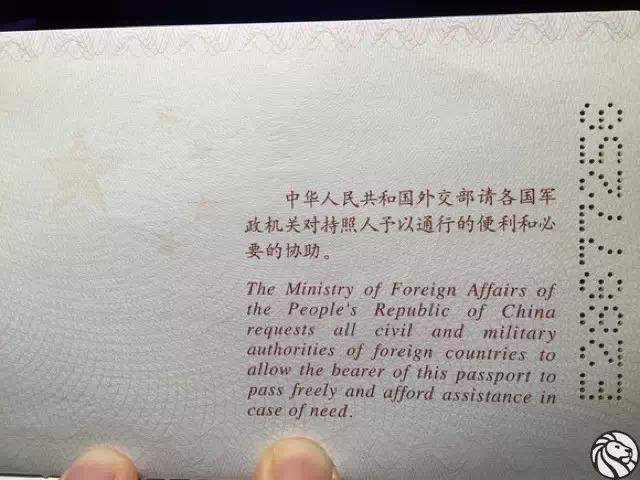 中华人民共和国外交部请各国军
政机关对持照人予以通行的便利和必
要的协助。
The Ministry of Foreign Affairs of
the People's Republic of China
requests all civil and military
authorities of foreign countries to
allow the bearer of this passport to
pass freely and afford assistance in
case of need.